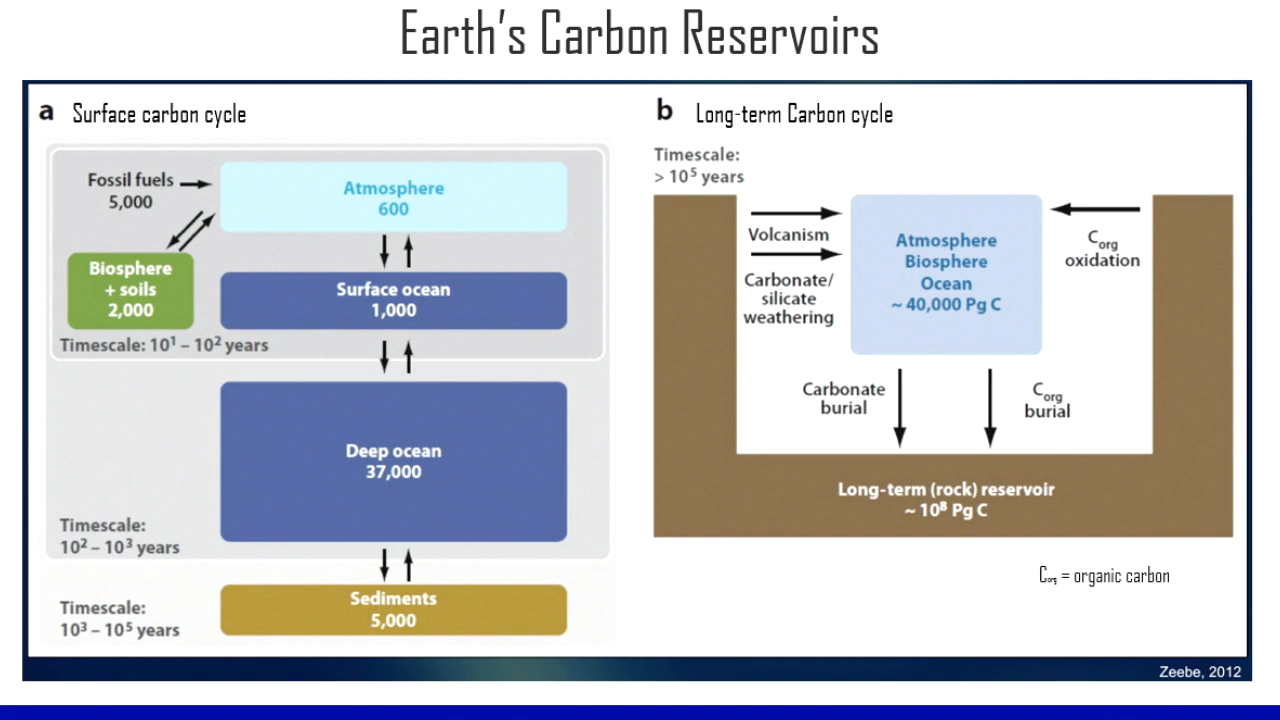 Earth's Carbon Reservoirs
a Surface carbon cycle
Fossil fuels
5,000
Atmosphere
600
Biosphere
+ soils
2,000
Surface ocean
1,000
Timescale: 10¹ – 10² years
Deep ocean
37,000
Timescale:
10² – 10³ years
Sediments
5,000
Timescale:
10³ – 10⁵ years
b Long-term Carbon cycle
Timescale:
> 10⁵ years
Volcanism
Carbonate/
silicate
weathering
Atmosphere
Biosphere
Ocean
~ 40,000 Pg C
Corg
oxidation
Carbonate
burial
Corg
burial
Long-term (rock) reservoir
~ 10⁸ Pg C
Corg = organic carbon
Zeebe, 2012